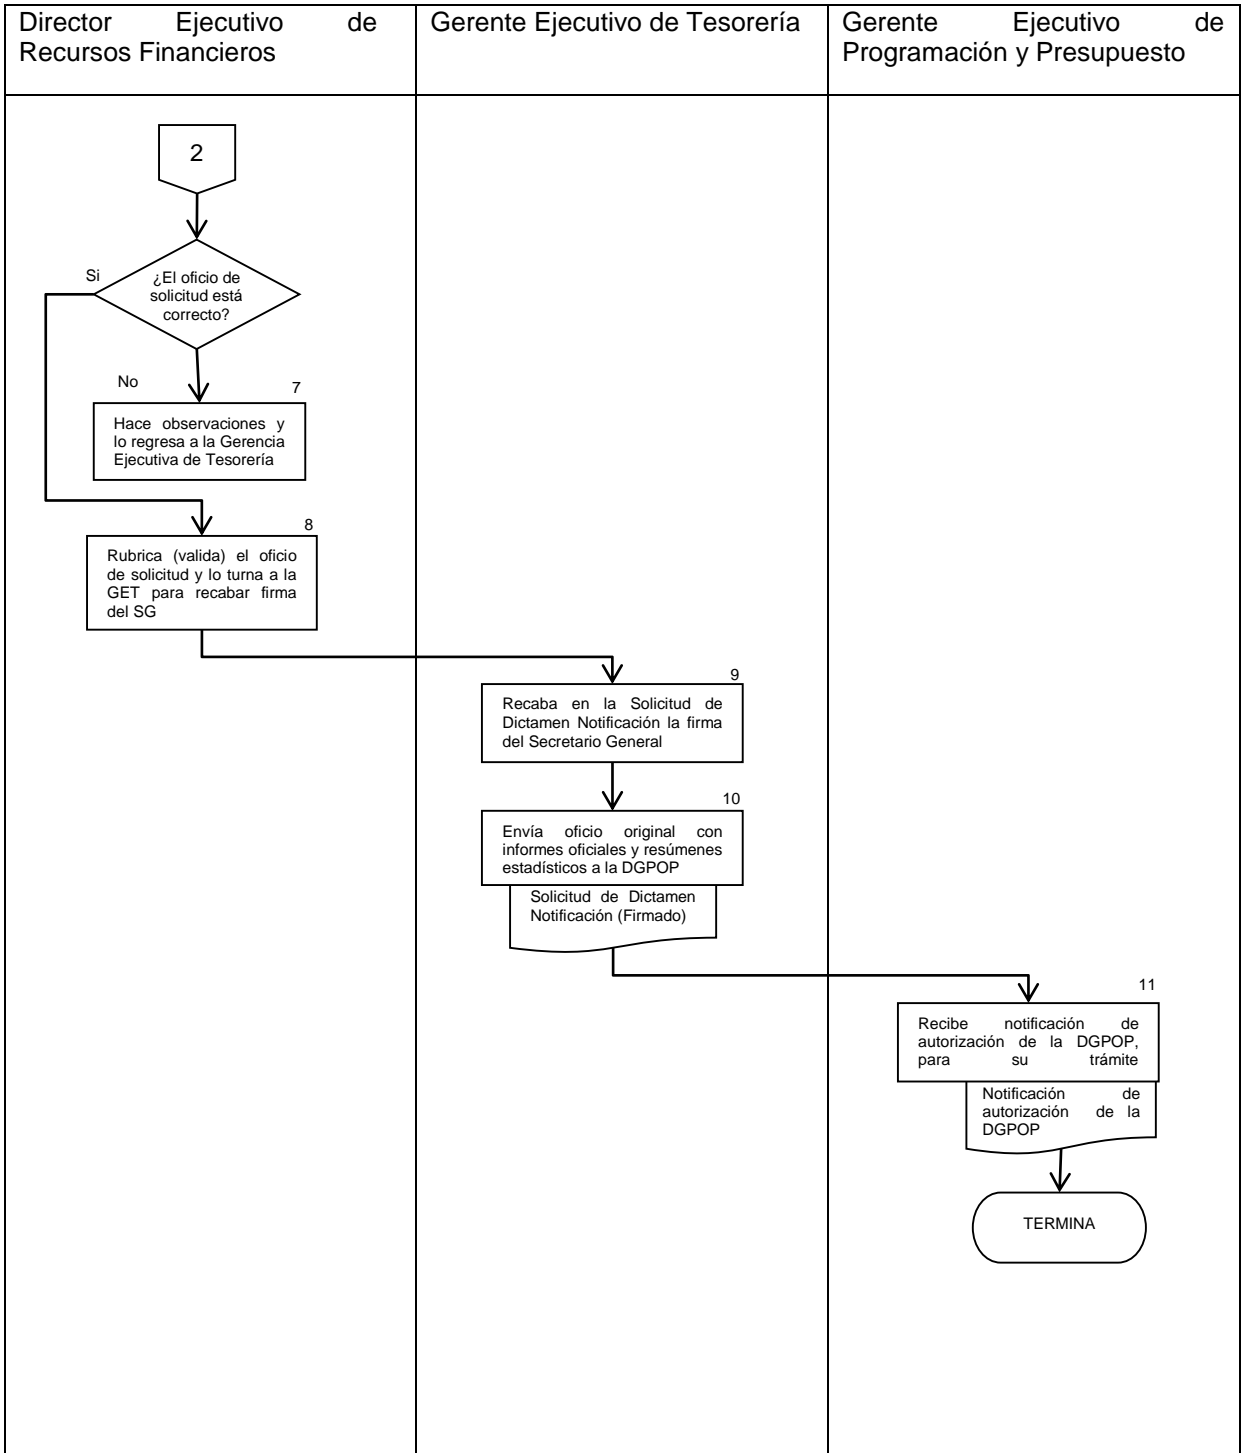 Director Ejecutivo de
Recursos Financieros
Gerente Ejecutivo de Tesorería
Gerente Ejecutivo de
Programación y Presupuesto
2
Si
¿El oficio de
solicitud está
correcto?
No
7
Hace observaciones y
lo regresa a la Gerencia
Ejecutiva de Tesorería
8
Rubrica (valida) el oficio
de solicitud y lo turna a la
GET para recabar firma
del SG
9
Recaba en la Solicitud de
Dictamen Notificación la firma
del Secretario General
10
Envía oficio original con
informes oficiales y resúmenes
estadísticos a la DGPOP
Solicitud de Dictamen
Notificación (Firmado)
11
Recibe notificación de
autorización de la DGPOP,
para su trámite
Notificación de
autorización de la
DGPOP
TERMINA